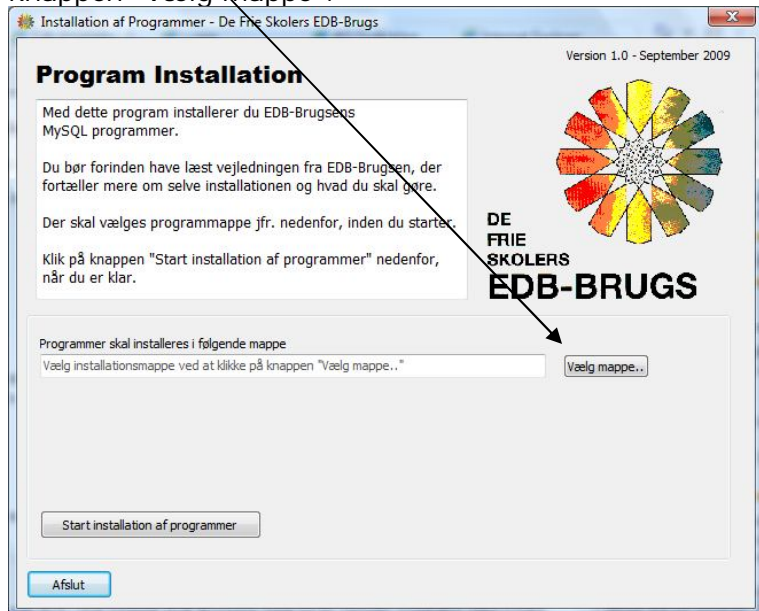 Installation af Programmer - De Frie Skolers EDB-Brugs
Version 1.0 - September 2009
Program Installation
Med dette program installerer du EDB-Brugsens
MySQL programmer.
Du bør forinden have læst vejledningen fra EDB-Brugsen, der
fortæller mere om selve installationen og hvad du skal gøre.
Der skal vælges programmappe jfr. nedenfor, inden du starter.
Klik på knappen "Start installation af programmer" nedenfor,
når du er klar.
DE
FRIE
SKOLERS
EDB-BRUGS
Programmer skal installeres i følgende mappe
Vælg installationsmappe ved at klikke på knappen "Vælg mappe.."
Vælg mappe..
Start installation af programmer
Afslut